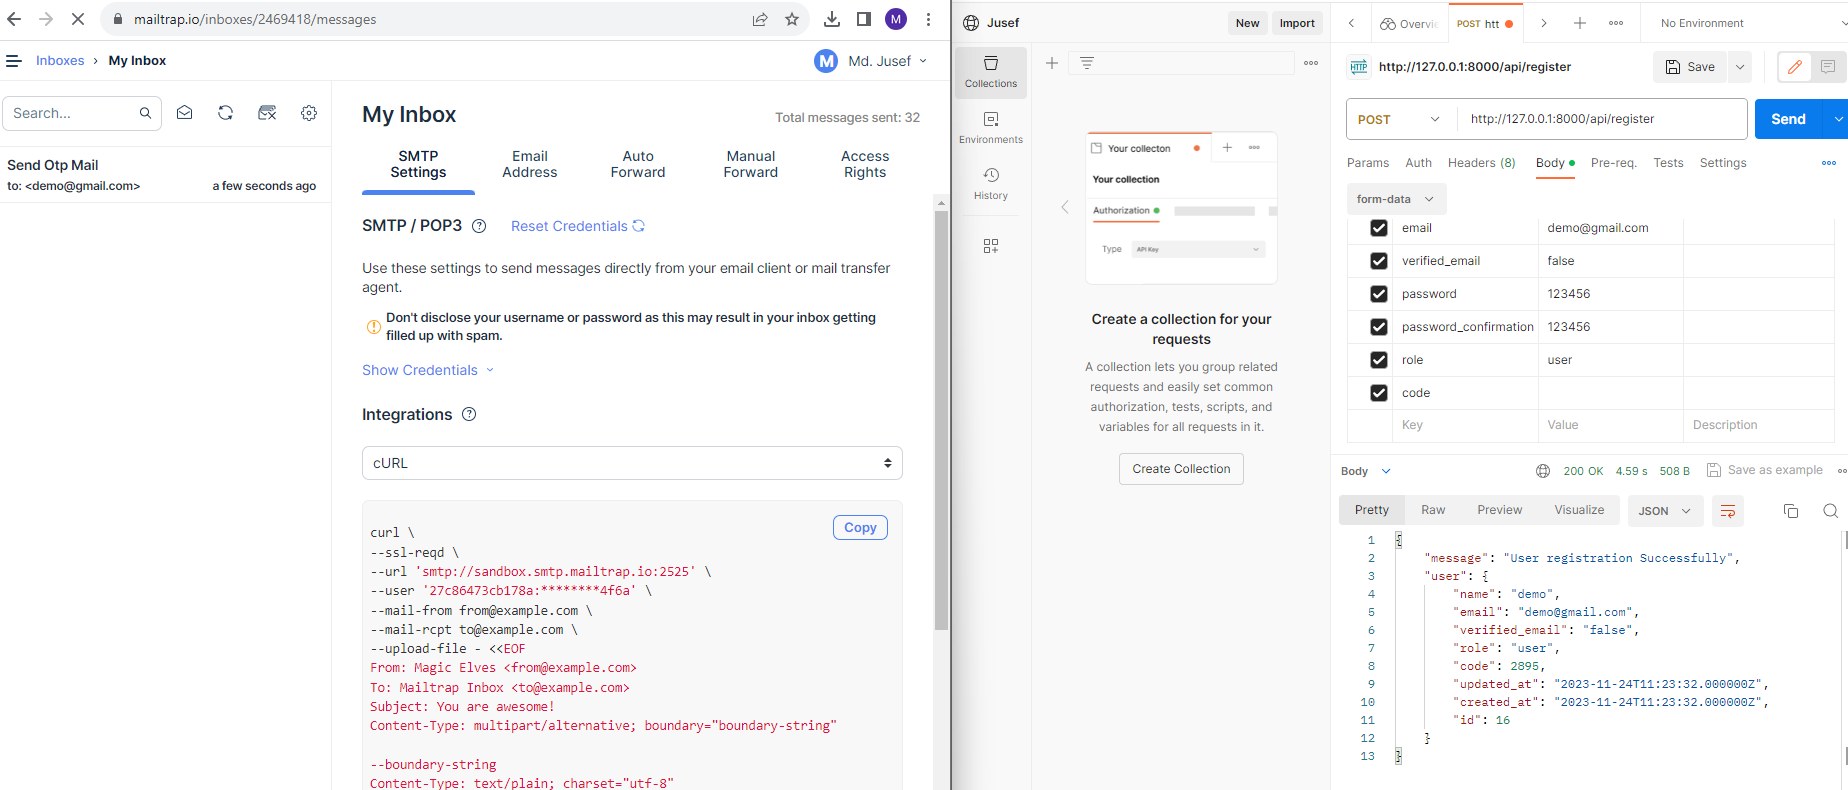 mailtrap.io/inboxes/2469418/messages
M
Inboxes › My Inbox
M Md. Jusef
Search...
Send Otp Mail
to: <demo@gmail.com> a few seconds ago
My Inbox
Total messages sent: 32
SMTP Settings
Email Address
Auto Forward
Manual Forward
Access Rights
SMTP / POP3 ? Reset Credentials
Use these settings to send messages directly from your email client or mail transfer
agent.
Don't disclose your username or password as this may result in your inbox getting
filled up with spam.
Show Credentials
Integrations ?
cURL
Copy
curl \
--ssl-reqd \
--url 'smtp://sandbox.smtp.mailtrap.io:2525' \
--user '27c86473cb178a:********4f6a' \
--mail-from from@example.com \
--mail-rcpt to@example.com \
--upload-file - <<EOF
From: Magic Elves <from@example.com>
To: Mailtrap Inbox <to@example.com>
Subject: You are awesome!
Content-Type: multipart/alternative; boundary="boundary-string"
--boundary-string
Content-Type: text/plain; charset="utf-8"
Jusef
New
Import
Collections
Environments
History
Your collecton
Your collection
Authorization
Type API Key
Create a collection for your
requests
A collection lets you group related
requests and easily set common
authorization, tests, scripts, and
variables for all requests in it.
Create Collection
Overvi
POST htt
No Environment
HTTP http://127.0.0.1:8000/api/register
Save
POST http://127.0.0.1:8000/api/register
Send
Params Auth Headers (8) Body Pre-req. Tests Settings
form-data
email demo@gmail.com
verified_email false
password 123456
password_confirmation 123456
role user
code
Key Value Description
Body 200 OK 4.59 s 508 B Save as example
Pretty Raw Preview Visualize JSON
1 {
2 "message": "User registration Successfully",
3 "user": {
4 "name": "demo",
5 "email": "demo@gmail.com",
6 "verified_email": "false",
7 "role": "user",
8 "code": 2895,
9 "updated_at": "2023-11-24T11:23:32.000000Z",
10 "created_at": "2023-11-24T11:23:32.000000Z",
11 "id": 16
12 }
13 }